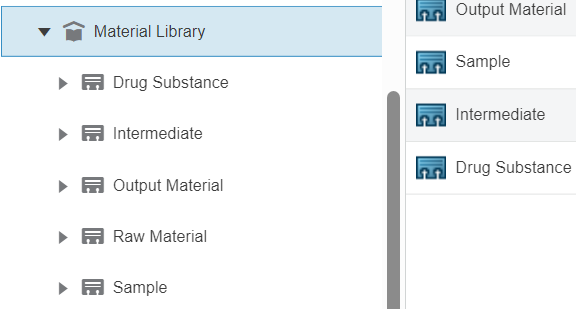 Material Library
Drug Substance
Intermediate
Output Material
Raw Material
Sample
Output Material
Sample
Intermediate
Drug Substance